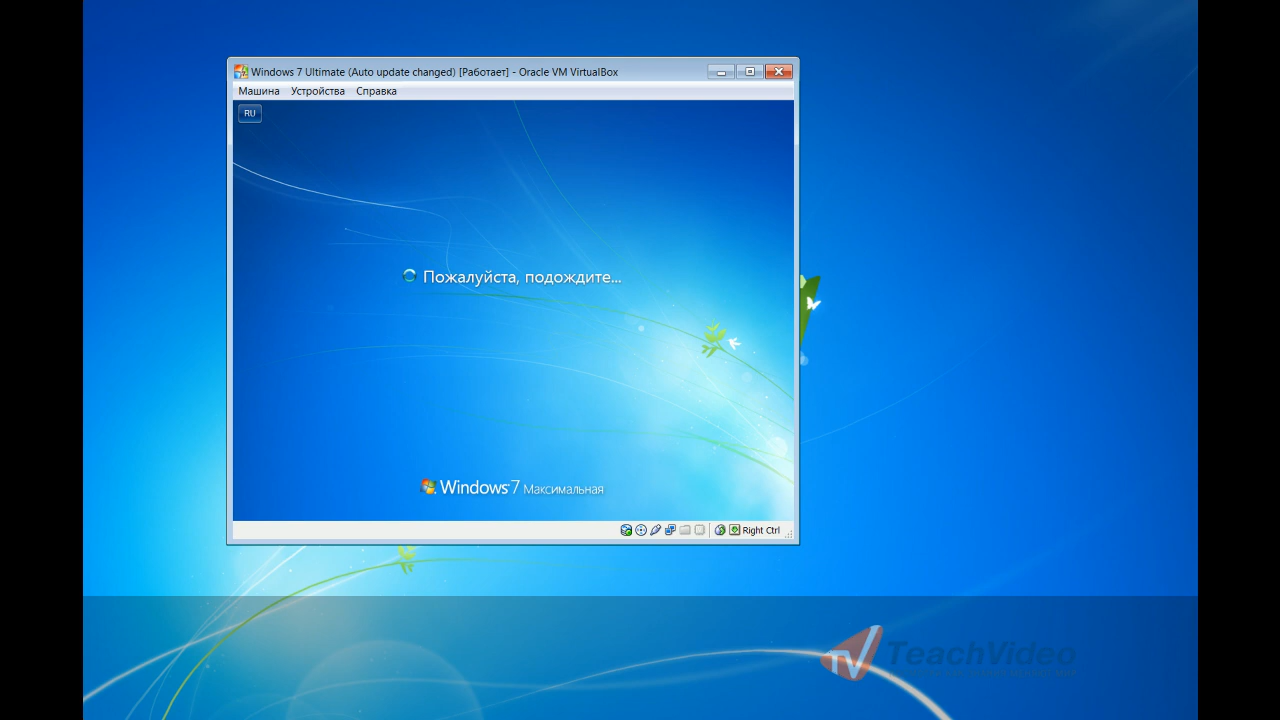 Windows 7 Ultimate (Auto update changed) [Работает] - Oracle VM VirtualBox
Машина Устройства Справка
RU
Пожалуйста, подождите...
Windows 7 Максимальная
Right Ctrl
TV TeachVideo